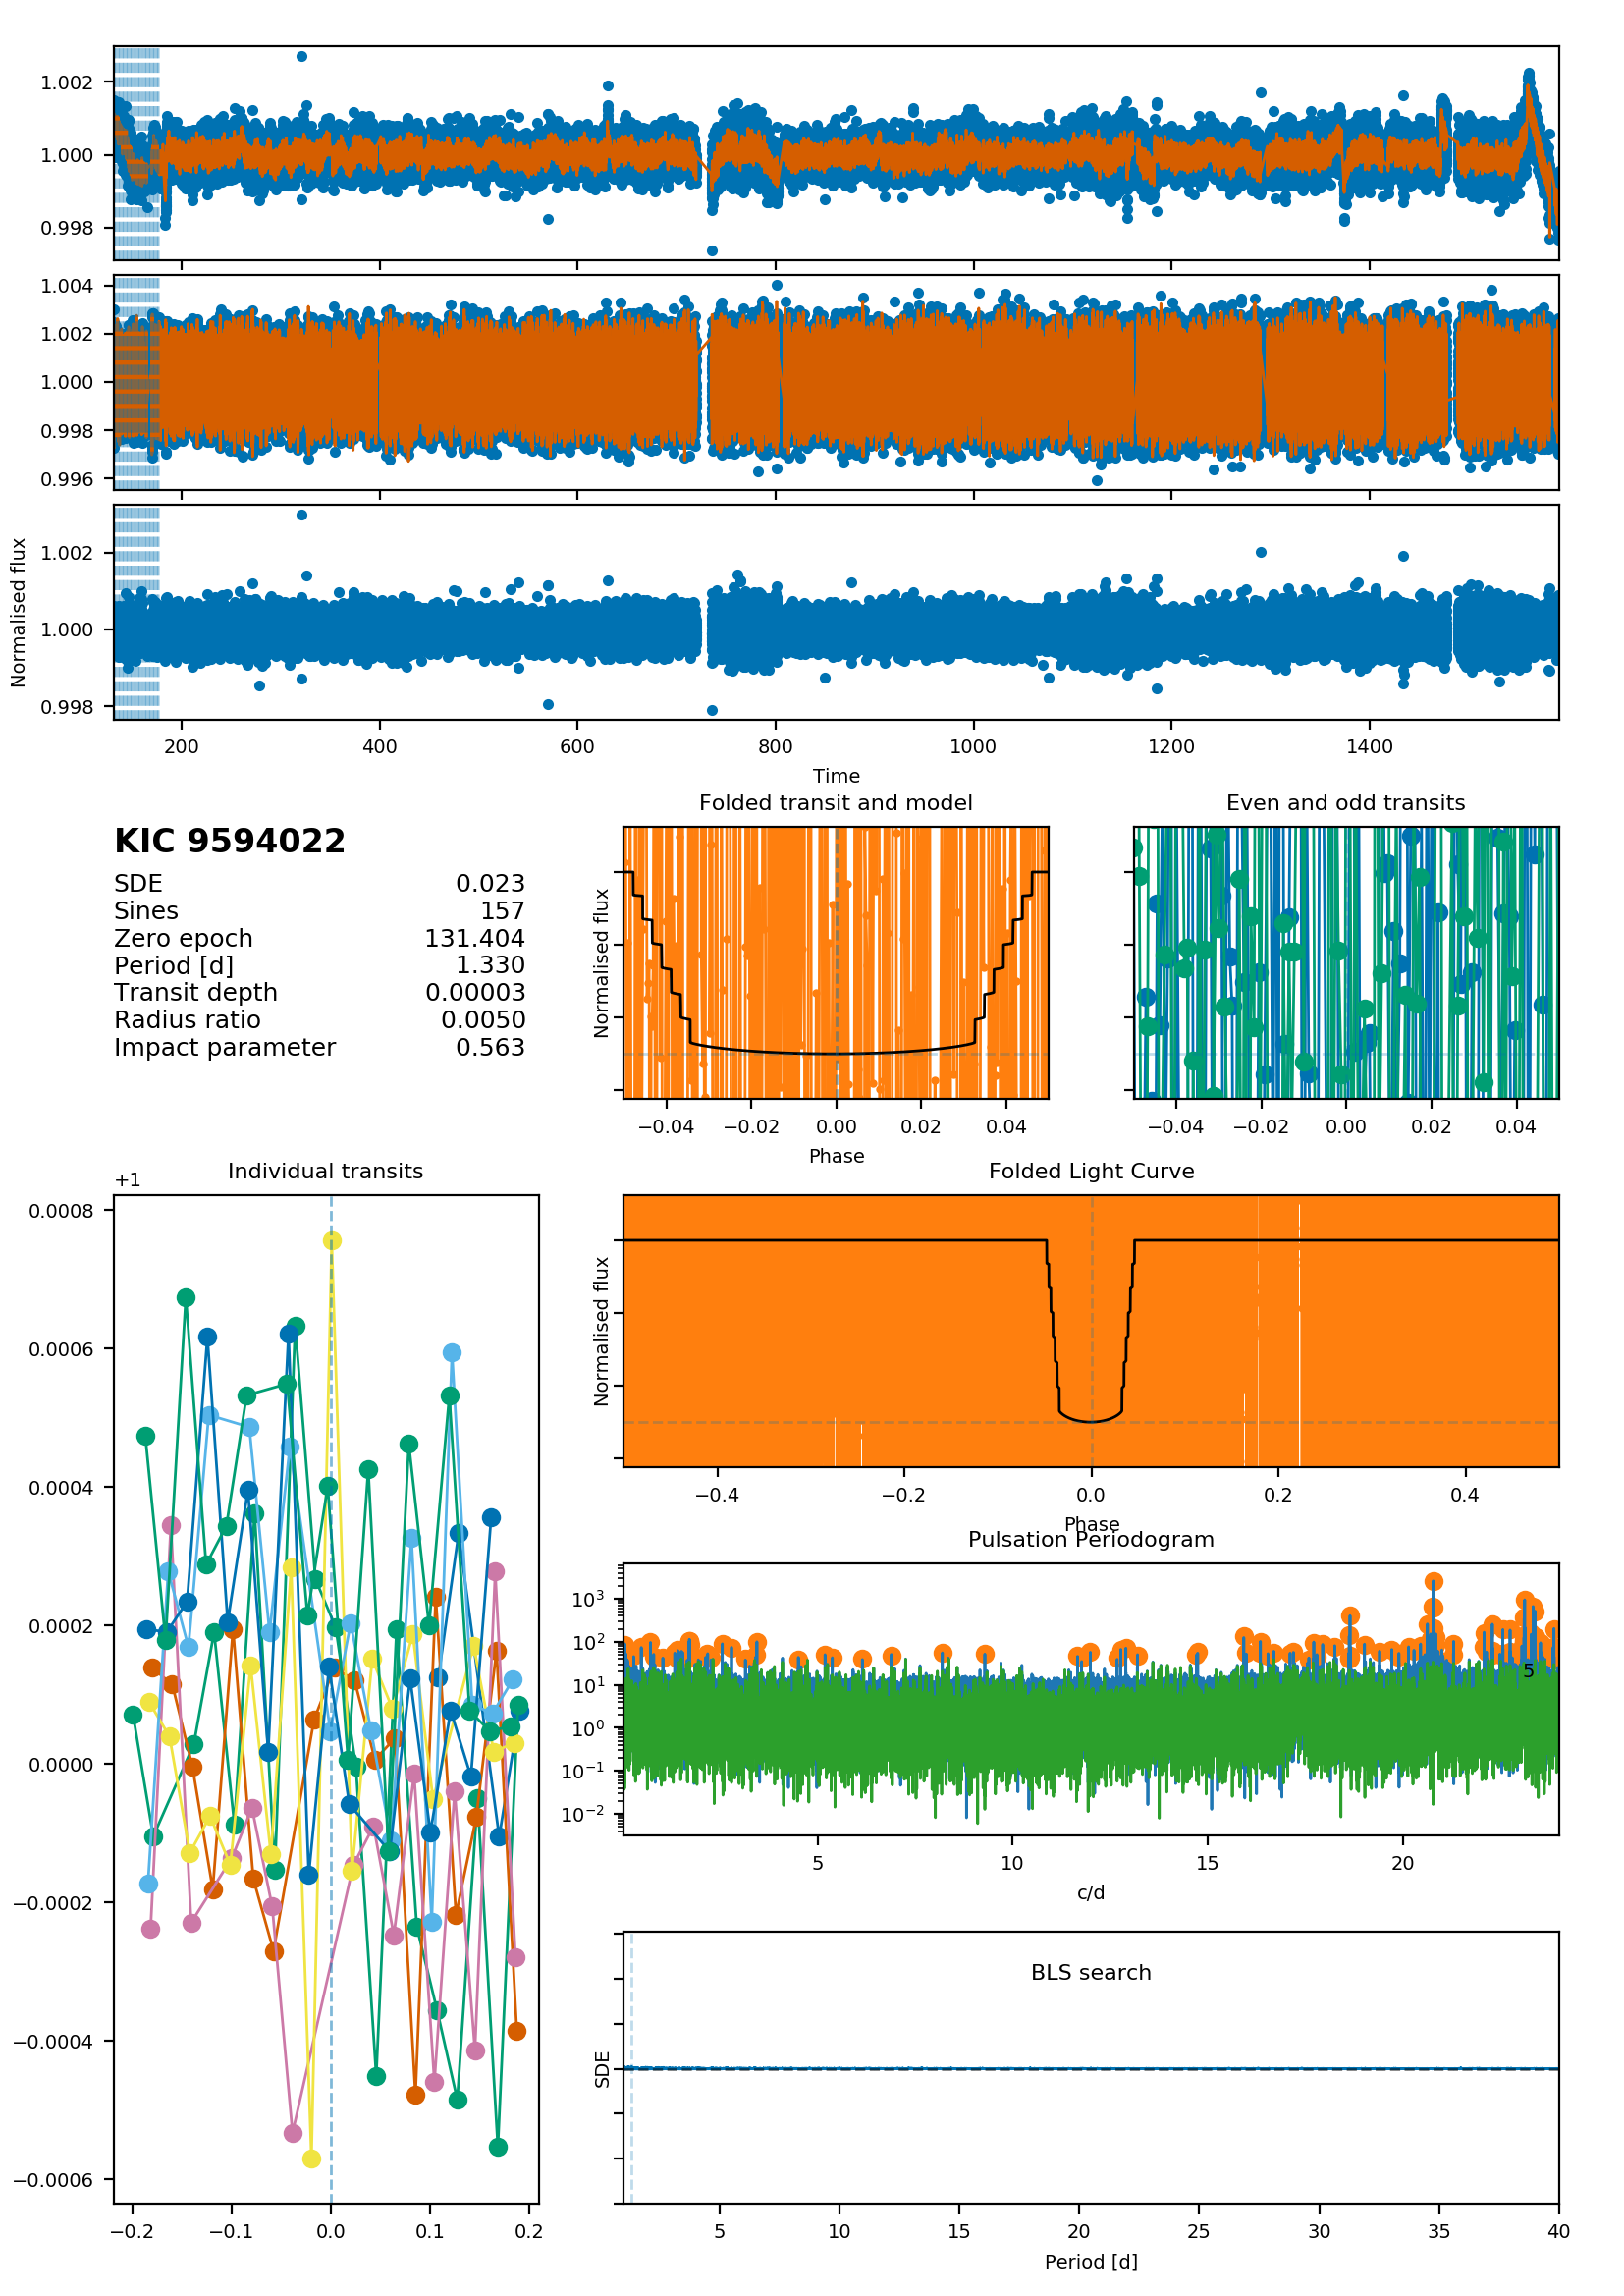 1.002
1.000
0.998
1.004
1.002
1.000
0.998
0.996
1.002
1.000
0.998
Normalised flux
200 400 600 800 1000 1200 1400
Time
KIC 9594022
SDE 0.023
Sines 157
Zero epoch 131.404
Period [d] 1.330
Transit depth 0.00003
Radius ratio 0.0050
Impact parameter 0.563
Folded transit and model
Normalised flux
−0.04 −0.02 0.00 0.02 0.04
Phase
Even and odd transits
−0.04 −0.02 0.00 0.02 0.04
Individual transits
+1
0.0008
0.0006
0.0004
0.0002
0.0000
−0.0002
−0.0004
−0.0006
−0.2 −0.1 0.0 0.1 0.2
Folded Light Curve
Normalised flux
−0.4 −0.2 0.0 0.2 0.4
Phase
Pulsation Periodogram
10³
10²
10¹
10⁰
10⁻¹
10⁻²
5
5 10 15 20
c/d
BLS search
SDE
5 10 15 20 25 30 35 40
Period [d]